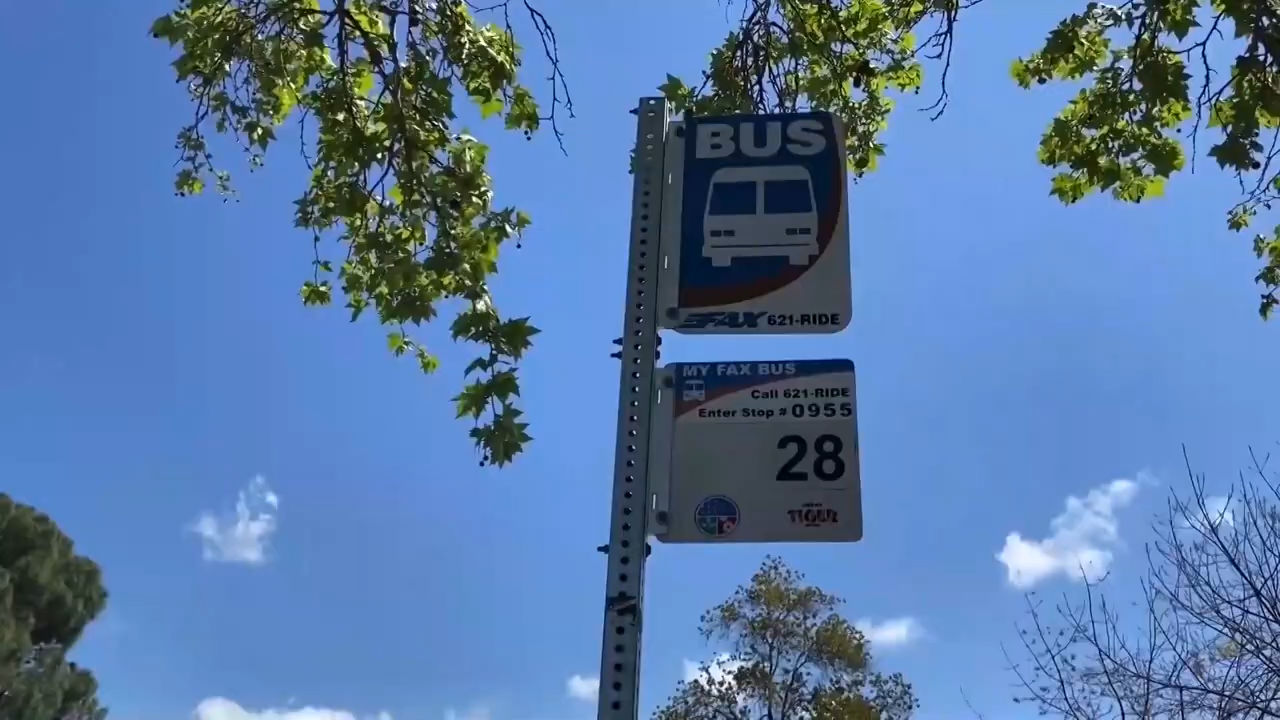 BUS
FAX 621-RIDE
MY FAX BUS
Call 621-RIDE
Enter Stop # 0955
28
TIGER